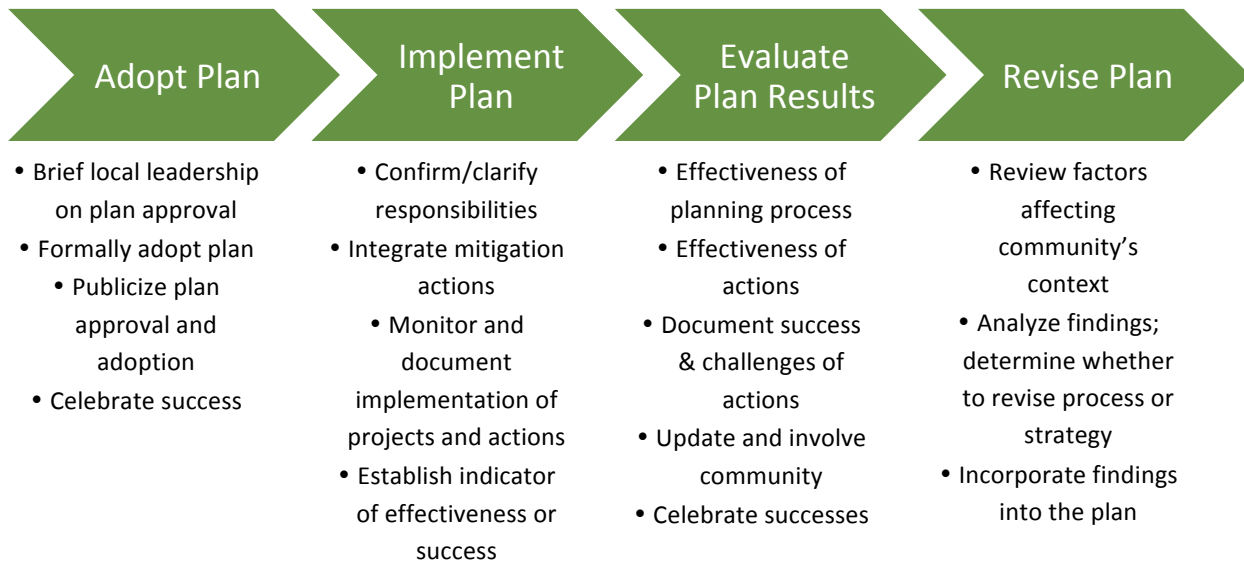 Adopt Plan
• Brief local leadership
on plan approval
• Formally adopt plan
• Publicize plan
approval and
adoption
• Celebrate success
Implement
Plan
• Confirm/clarify
responsibilities
• Integrate mitigation
actions
• Monitor and
document
implementation of
projects and actions
• Establish indicator
of effectiveness or
success
Evaluate
Plan Results
• Effectiveness of
planning process
• Effectiveness of
actions
• Document success
& challenges of
actions
• Update and involve
community
• Celebrate successes
Revise Plan
• Review factors
affecting
community’s
context
• Analyze findings;
determine whether
to revise process or
strategy
• Incorporate findings
into the plan